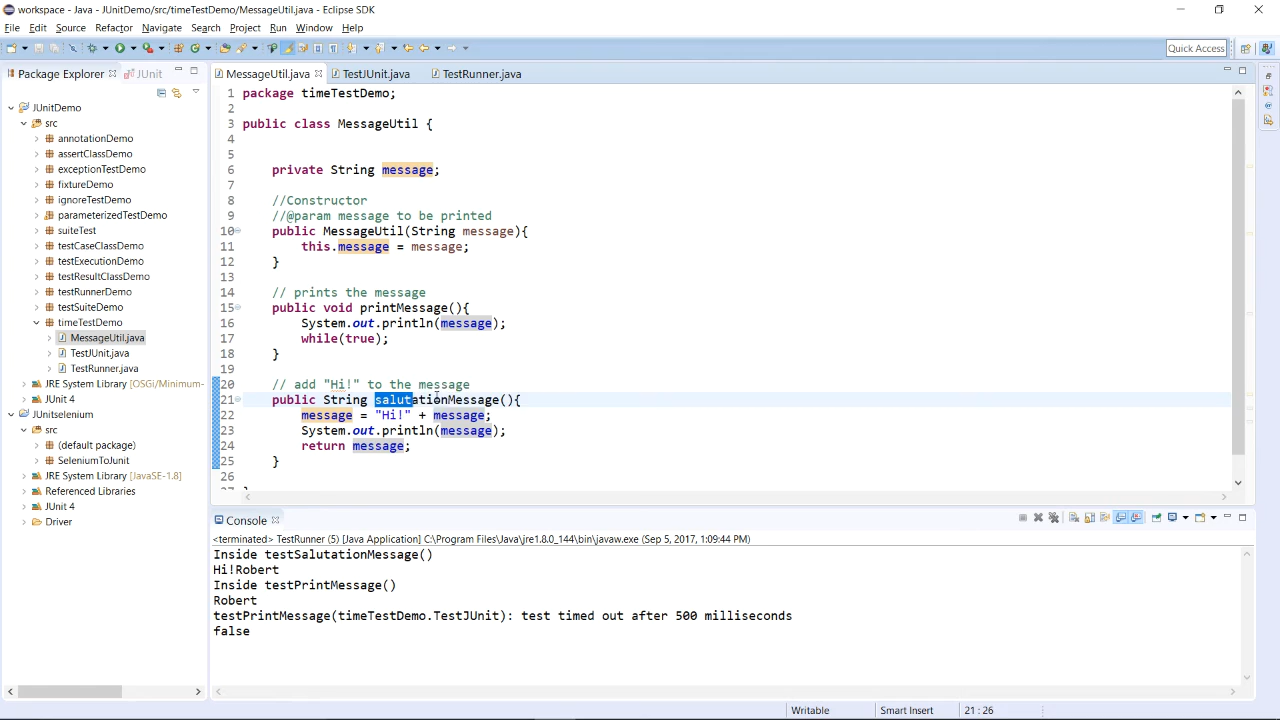 workspace - Java - JUnitDemo/src/timeTestDemo/MessageUtil.java - Eclipse SDK
File Edit Source Refactor Navigate Search Project Run Window Help
Quick Access
Package Explorer JUnit
MessageUtil.java TestJUnit.java TestRunner.java
JUnitDemo
src
annotationDemo
assertClassDemo
exceptionTestDemo
fixtureDemo
ignoreTestDemo
parameterizedTestDemo
suiteTest
testCaseClassDemo
testExecutionDemo
testResultClassDemo
testRunnerDemo
testSuiteDemo
timeTestDemo
MessageUtil.java
TestJUnit.java
TestRunner.java
JRE System Library [OSGi/Minimum-
JUnit 4
JUnitselenium
src
(default package)
SeleniumToJunit
JRE System Library [JavaSE-1.8]
Referenced Libraries
JUnit 4
Driver
1 package timeTestDemo;
2
3 public class MessageUtil {
4
5
6 private String message;
7
8 //Constructor
9 //@param message to be printed
10 public MessageUtil(String message){
11 this.message = message;
12 }
13
14 // prints the message
15 public void printMessage(){
16 System.out.println(message);
17 while(true);
18 }
19
20 // add "Hi!" to the message
21 public String salutationMessage(){
22 message = "Hi!" + message;
23 System.out.println(message);
24 return message;
25 }
26
27 }
Console
<terminated> TestRunner (5) [Java Application] C:\Program Files\Java\jre1.8.0_144\bin\javaw.exe (Sep 5, 2017, 1:09:44 PM)
Inside testSalutationMessage()
Hi!Robert
Inside testPrintMessage()
Robert
testPrintMessage(timeTestDemo.TestJUnit): test timed out after 500 milliseconds
false
Writable Smart Insert 21 : 26